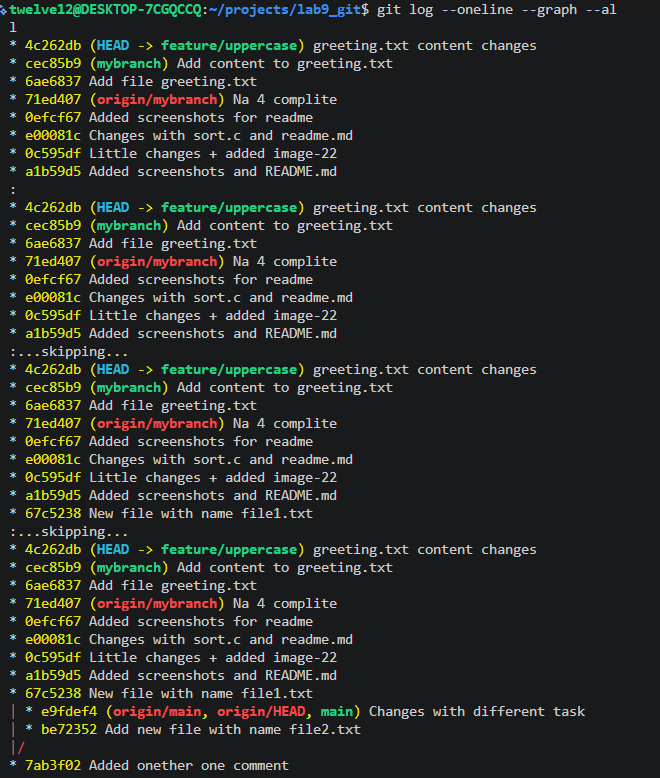 twelve12@DESKTOP-7CGQCCQ:~/projects/lab9_git$ git log --oneline --graph --al
l
* 4c262db (HEAD -> feature/uppercase) greeting.txt content changes
* cec85b9 (mybranch) Add content to greeting.txt
* 6ae6837 Add file greeting.txt
* 71ed407 (origin/mybranch) Na 4 complite
* 0efcf67 Added screenshots for readme
* e00081c Changes with sort.c and readme.md
* 0c595df Little changes + added image-22
* a1b59d5 Added screenshots and README.md
:
* 4c262db (HEAD -> feature/uppercase) greeting.txt content changes
* cec85b9 (mybranch) Add content to greeting.txt
* 6ae6837 Add file greeting.txt
* 71ed407 (origin/mybranch) Na 4 complite
* 0efcf67 Added screenshots for readme
* e00081c Changes with sort.c and readme.md
* 0c595df Little changes + added image-22
* a1b59d5 Added screenshots and README.md
:...skipping...
* 4c262db (HEAD -> feature/uppercase) greeting.txt content changes
* cec85b9 (mybranch) Add content to greeting.txt
* 6ae6837 Add file greeting.txt
* 71ed407 (origin/mybranch) Na 4 complite
* 0efcf67 Added screenshots for readme
* e00081c Changes with sort.c and readme.md
* 0c595df Little changes + added image-22
* a1b59d5 Added screenshots and README.md
* 67c5238 New file with name file1.txt
:...skipping...
* 4c262db (HEAD -> feature/uppercase) greeting.txt content changes
* cec85b9 (mybranch) Add content to greeting.txt
* 6ae6837 Add file greeting.txt
* 71ed407 (origin/mybranch) Na 4 complite
* 0efcf67 Added screenshots for readme
* e00081c Changes with sort.c and readme.md
* 0c595df Little changes + added image-22
* a1b59d5 Added screenshots and README.md
* 67c5238 New file with name file1.txt
| * e9fdef4 (origin/main, origin/HEAD, main) Changes with different task
| * be72352 Add new file with name file2.txt
|/
* 7ab3f02 Added onether one comment